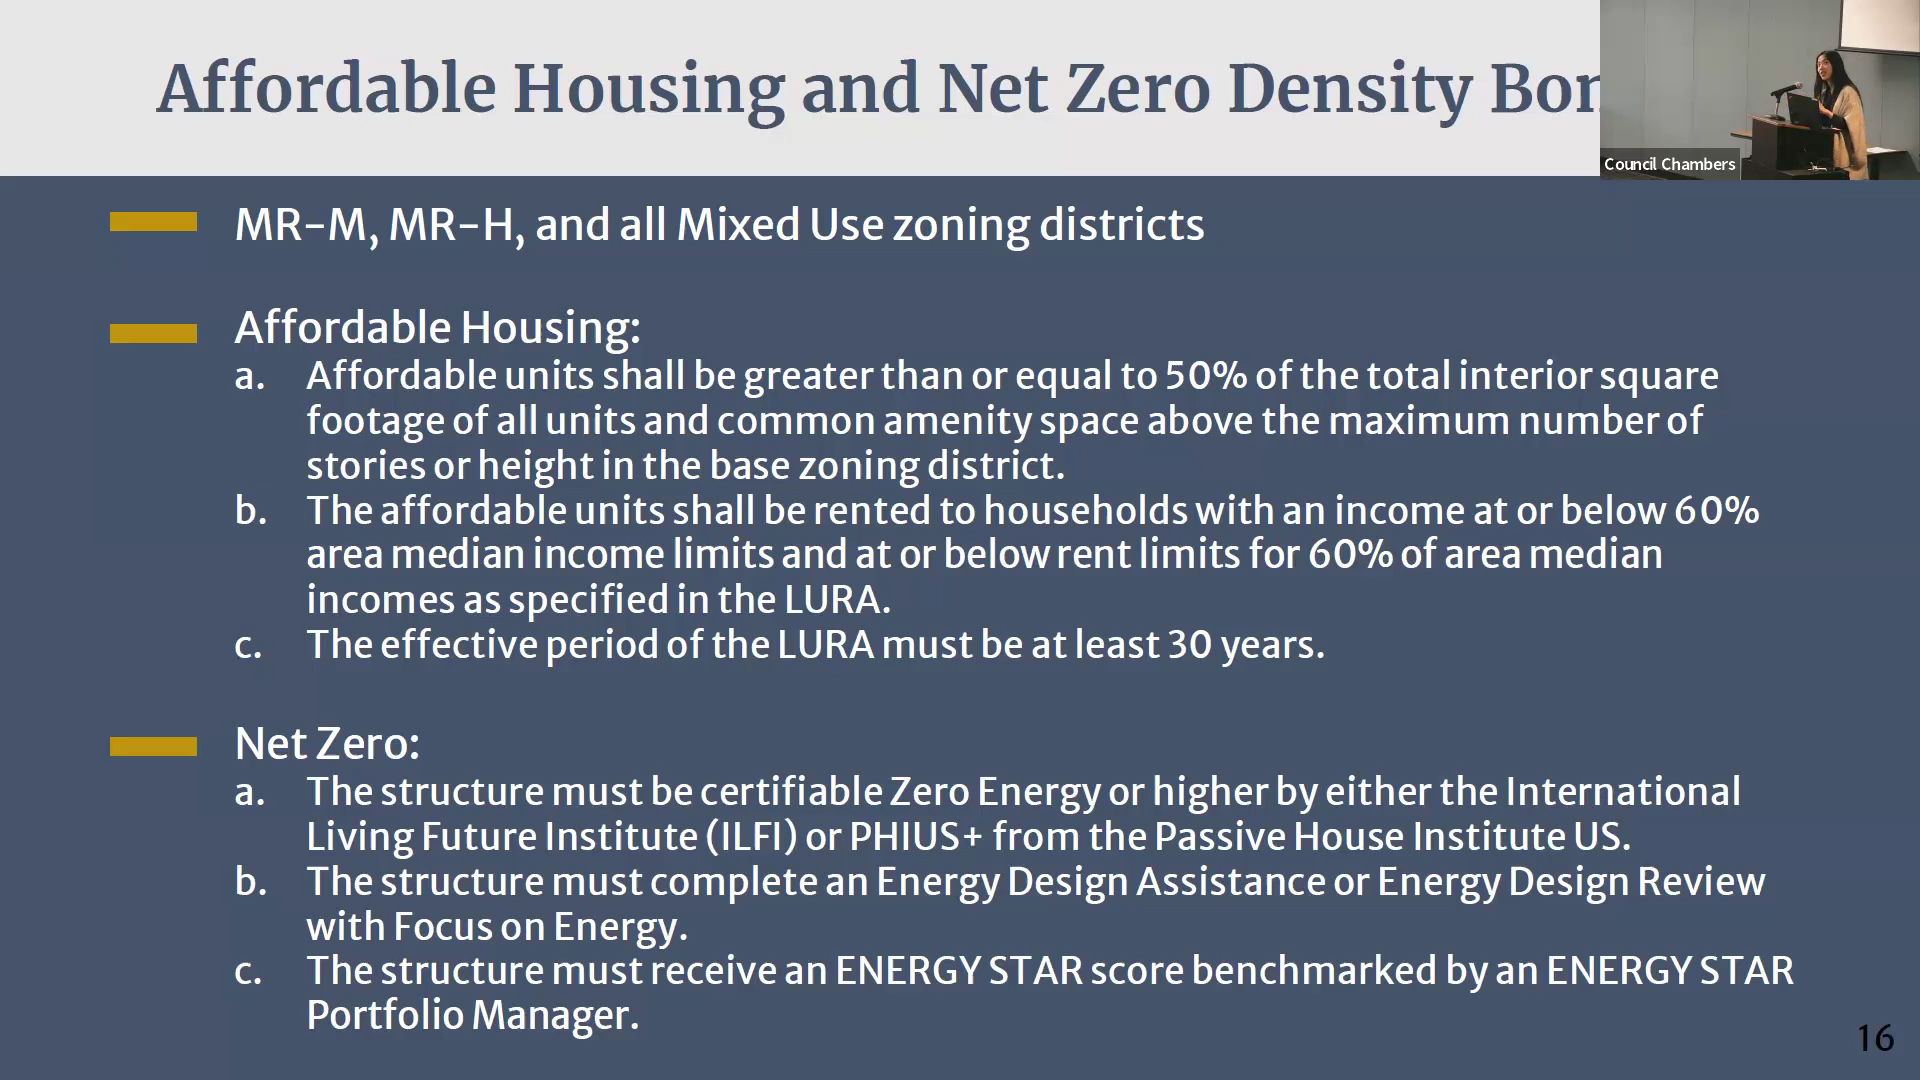 Affordable Housing and Net Zero Density
Council Chambers
MR-M, MR-H, and all Mixed Use zoning districts
Affordable Housing:
a. Affordable units shall be greater than or equal to 50% of the total interior square
footage of all units and common amenity space above the maximum number of
stories or height in the base zoning district.
b. The affordable units shall be rented to households with an income at or below 60%
area median income limits and at or below rent limits for 60% of area median
incomes as specified in the LURA.
c. The effective period of the LURA must be at least 30 years.
Net Zero:
a. The structure must be certifiable Zero Energy or higher by either the International
Living Future Institute (ILFI) or PHIUS+ from the Passive House Institute US.
b. The structure must complete an Energy Design Assistance or Energy Design Review
with Focus on Energy.
c. The structure must receive an ENERGY STAR score benchmarked by an ENERGY STAR
Portfolio Manager.
16